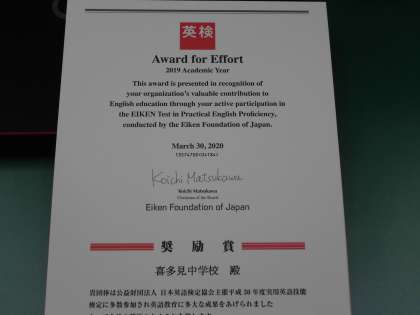 英検
Award for Effort
2019 Academic Year
This award is presented in recognition of
your organization's valuable contribution to
English education through your active participation in
the EIKEN Test in Practical English Proficiency,
conducted by the Eiken Foundation of Japan.
March 30, 2020
Koichi Matsukawa
Koichi Matsukawa
Chairman of the Board
Eiken Foundation of Japan
奨励賞
喜多見中学校 殿
貴団体は公益財団法人 日本英語検定協会主催平成 30 年度実用英語技能
検定に多数参加され英語教育に多大な成果をあげられました